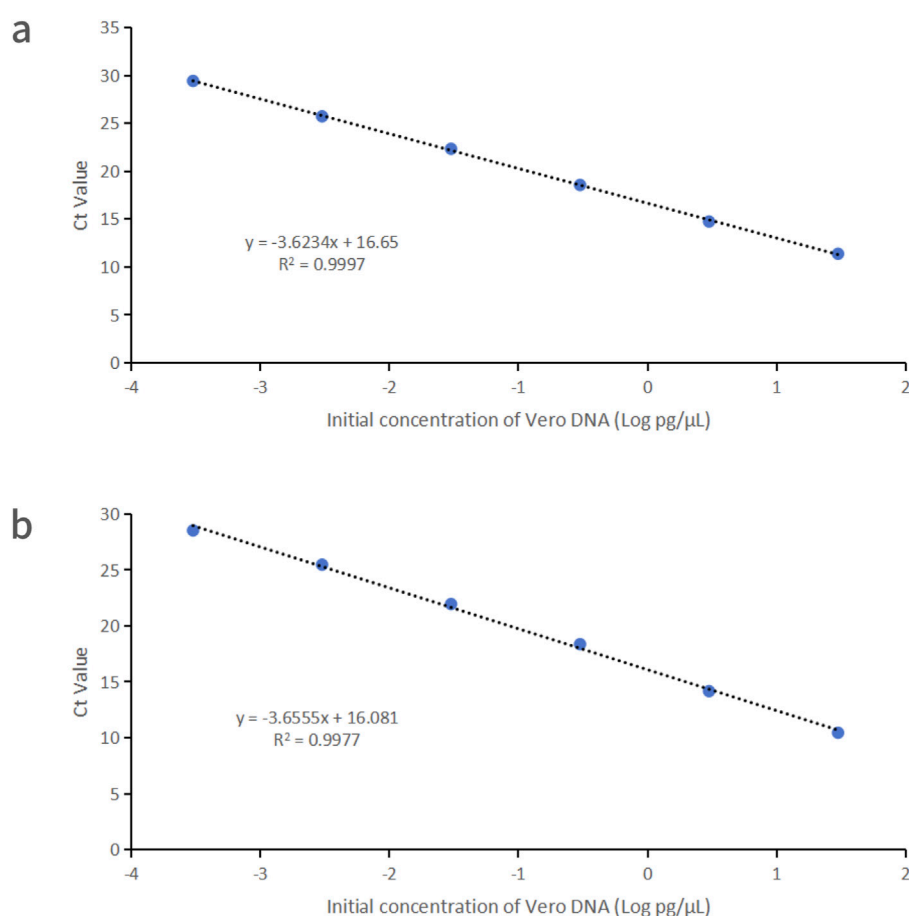 a
35
30
25
20
15
10
5
0
Ct Value
y = -3.6234x + 16.65
R² = 0.9997
-4 -3 -2 -1 0 1 2
Initial concentration of Vero DNA (Log pg/µL)
b
30
25
20
15
10
5
0
Ct Value
y = -3.6555x + 16.081
R² = 0.9977
-4 -3 -2 -1 0 1 2
Initial concentration of Vero DNA (Log pg/µL)